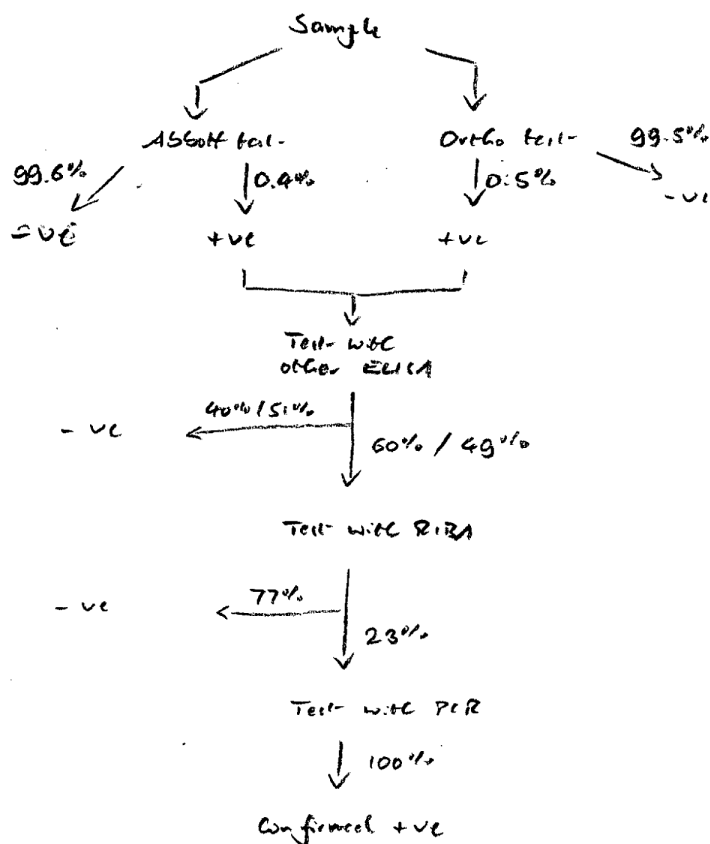 Sample
Abbott test
Ortho test
99.6%
0.4%
0.5%
99.5%
-ve
+ve
+ve
-ve
Test with
other ELISA
40% / 51%
-ve
60% / 49%
Test with RIBA
77%
-ve
23%
Test with PCR
100%
Confirmed +ve